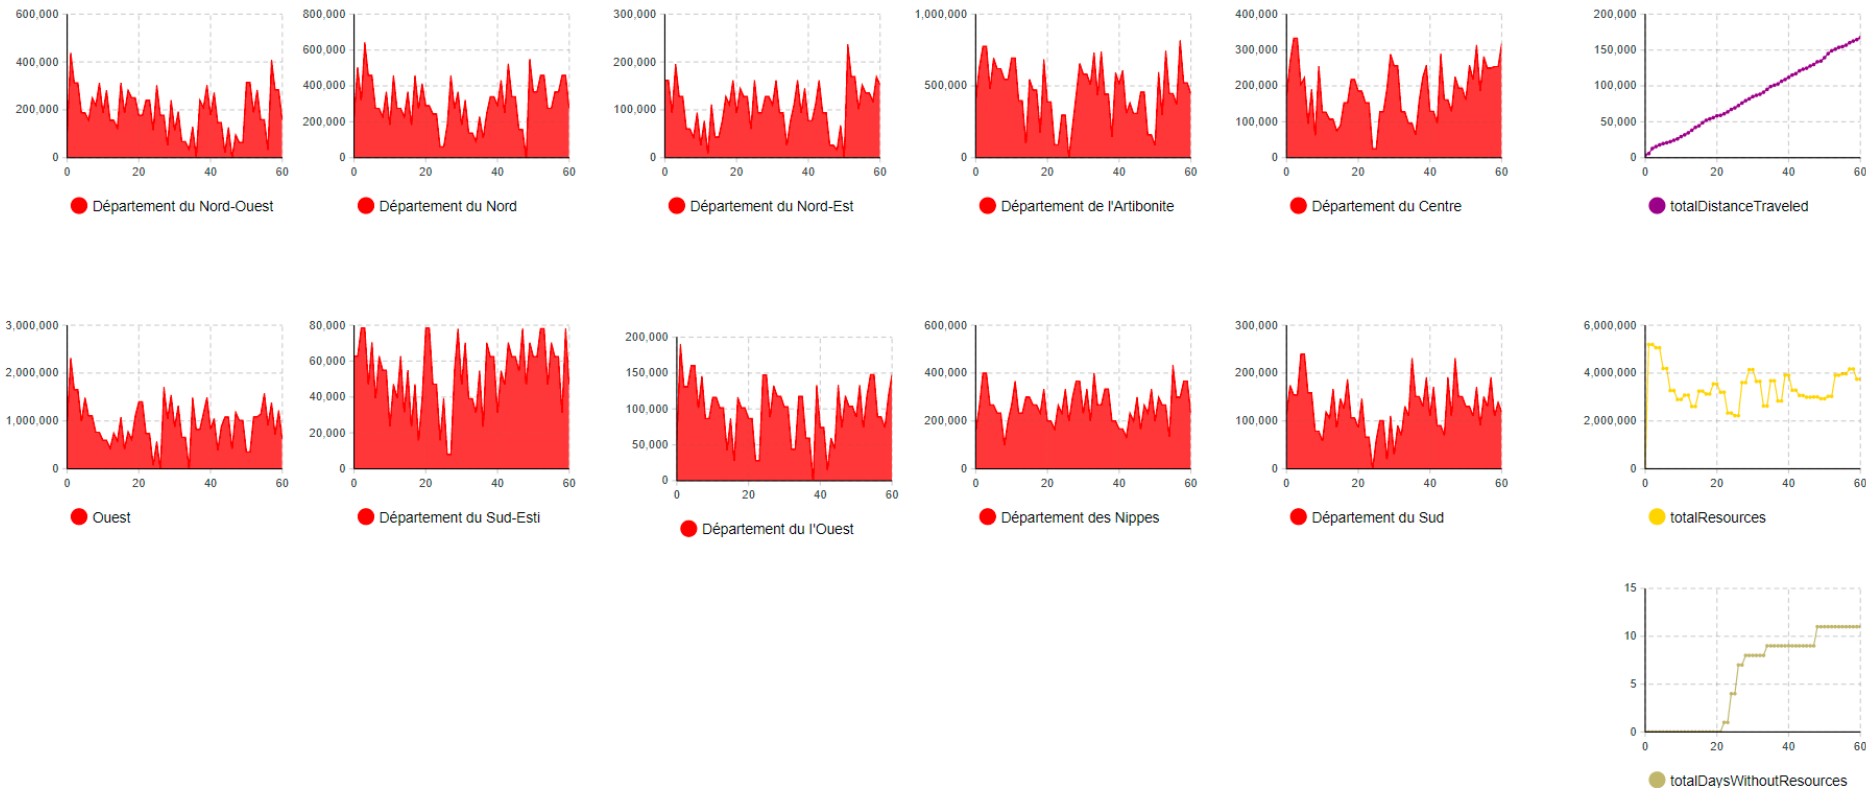 600,000 800,000 300,000 1,000,000 400,000 200,000
400,000 600,000 200,000 500,000 300,000 150,000
200,000 400,000 100,000 0 200,000 100,000
0 200,000 0 100,000 50,000
0 0 0
0 20 40 60 0 20 40 60 0 20 40 60 0 20 40 60 0 20 40 60 0 20 40 60
Département du Nord-Ouest Département du Nord Département du Nord-Est Département de l'Artibonite Département du Centre totalDistanceTraveled
3,000,000 80,000 200,000 600,000 300,000 6,000,000
2,000,000 60,000 150,000 400,000 200,000 4,000,000
1,000,000 40,000 100,000 200,000 100,000 2,000,000
0 20,000 50,000 0 0 0
0 0
0 20 40 60 0 20 40 60 0 20 40 60 0 20 40 60 0 20 40 60 0 20 40 60
Ouest Département du Sud-Esti Département du l'Ouest Département des Nippes Département du Sud totalResources
15
10
5
0
0 20 40 60
totalDaysWithoutResources